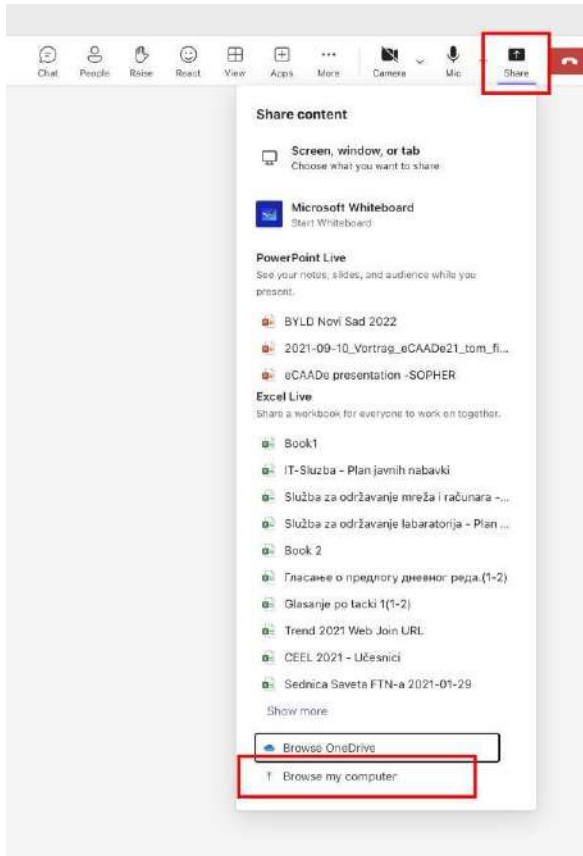 Chat People Raise React View Apps More Camera Mic Share
Share content
Screen, window, or tab
Choose what you want to share
Microsoft Whiteboard
Start Whiteboard
PowerPoint Live
See your notes, slides, and audience while you
present.
BYLD Novi Sad 2022
2021-09-10_Vortrag_eCAADe21_tom_fi...
eCAADe presentation -SOPHER
Excel Live
Share a workbook for everyone to work on together.
Book1
IT-Sluzba - Plan javnih nabavki
Služba za održavanje mreža i računara -...
Služba za održavanje labaratorija - Plan ...
Book 2
Гласање о предлогу дневног реда.(1-2)
Glasanje po tacki 1(1-2)
Trend 2021 Web Join URL
CEEL 2021 - Učesnici
Sednica Saveta FTN-a 2021-01-29
Show more
Browse OneDrive
Browse my computer